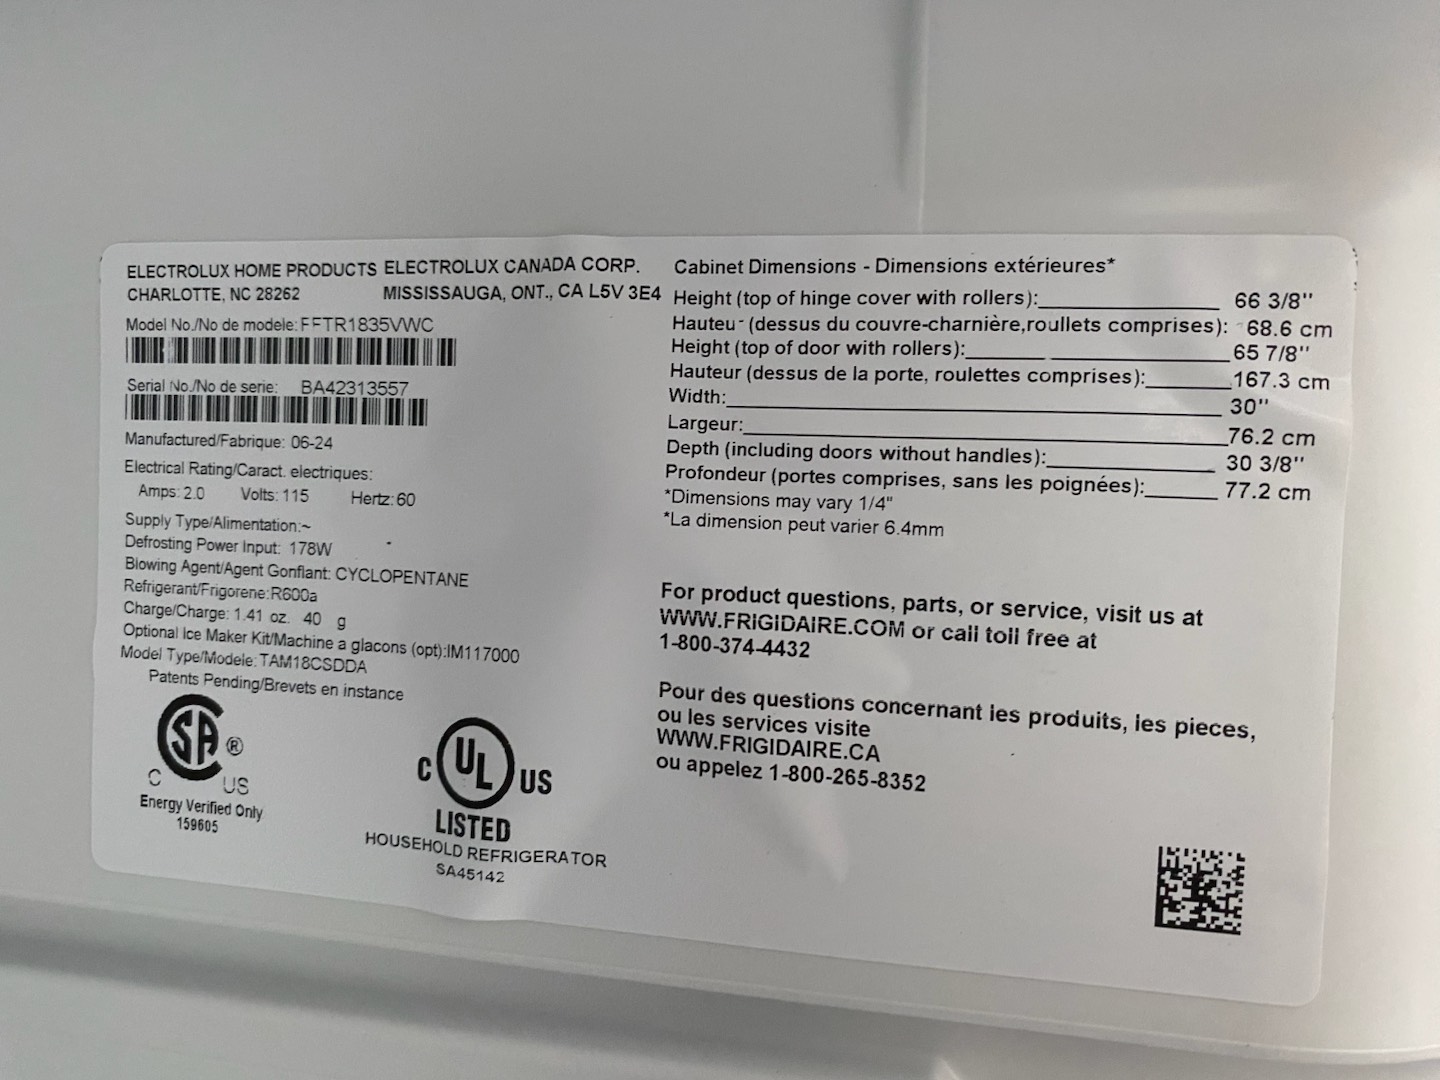 ELECTROLUX HOME PRODUCTS ELECTROLUX CANADA CORP.
CHARLOTTE, NC 28262 MISSISSAUGA, ONT., CA L5V 3E4
Model No./No de modele: FFTR1835VWC
Serial No./No de serie: BA42313557
Manufactured/Fabrique: 06-24
Electrical Rating/Caract. electriques:
Amps: 2.0 Volts: 115 Hertz: 60
Supply Type/Alimentation:~
Defrosting Power Input: 178W
Blowing Agent/Agent Gonflant: CYCLOPENTANE
Refrigerant/Frigorene:R600a
Charge/Charge: 1.41 oz. 40 g
Optional Ice Maker Kit/Machine a glacons (opt):IM117000
Model Type/Modele: TAM18CSDDA
Patents Pending/Brevets en instance
SA ®
C US
Energy Verified Only
159605
C UL US
LISTED
HOUSEHOLD REFRIGERATOR
SA45142
Cabinet Dimensions - Dimensions extérieures*
Height (top of hinge cover with rollers): 66 3/8"
Hauteur (dessus du couvre-charnière,roullets comprises): 168.6 cm
Height (top of door with rollers): 65 7/8"
Hauteur (dessus de la porte, roulettes comprises): 167.3 cm
Width: 30"
Largeur: 76.2 cm
Depth (including doors without handles): 30 3/8"
Profondeur (portes comprises, sans les poignées): 77.2 cm
*Dimensions may vary 1/4"
*La dimension peut varier 6.4mm
For product questions, parts, or service, visit us at
WWW.FRIGIDAIRE.COM or call toll free at
1-800-374-4432
Pour des questions concernant les produits, les pieces,
ou les services visite
WWW.FRIGIDAIRE.CA
ou appelez 1-800-265-8352